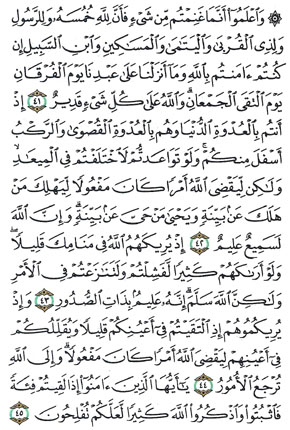 ۞ وَٱعْلَمُوٓا۟ أَنَّمَا غَنِمْتُم مِّن شَىْءٍ فَأَنَّ لِلَّهِ خُمُسَهُۥ وَلِلرَّسُولِ
وَلِذِى ٱلْقُرْبَىٰ وَٱلْيَتَٰمَىٰ وَٱلْمَسَٰكِينِ وَٱبْنِ ٱلسَّبِيلِ إِن
كُنتُمْ ءَامَنتُم بِٱللَّهِ وَمَآ أَنزَلْنَا عَلَىٰ عَبْدِنَا يَوْمَ ٱلْفُرْقَانِ
يَوْمَ ٱلْتَقَى ٱلْجَمْعَانِ ۗ وَٱللَّهُ عَلَىٰ كُلِّ شَىْءٍ قَدِيرٌ ٤١ إِذْ
أَنتُم بِٱلْعُدْوَةِ ٱلدُّنْيَا وَهُم بِٱلْعُدْوَةِ ٱلْقُصْوَىٰ وَٱلرَّكْبُ
أَسْفَلَ مِنكُمْ ۚ وَلَوْ تَوَاعَدتُّمْ لَٱخْتَلَفْتُمْ فِى ٱلْمِيعَٰدِ ۙ
وَلَٰكِن لِّيَقْضِىَ ٱللَّهُ أَمْرًا كَانَ مَفْعُولًا لِّيَهْلِكَ مَنْ
هَلَكَ عَنۢ بَيِّنَةٍ وَيَحْيَىٰ مَنْ حَىَّ عَنۢ بَيِّنَةٍ ۗ وَإِنَّ ٱللَّهَ
لَسَمِيعٌ عَلِيمٌ ٤٢ إِذْ يُرِيكَهُمُ ٱللَّهُ فِى مَنَامِكَ قَلِيلًا ۖ
وَلَوْ أَرَىٰكَهُمْ كَثِيرًا لَّفَشِلْتُمْ وَلَتَنَٰزَعْتُمْ فِى ٱلْأَمْرِ
وَلَٰكِنَّ ٱللَّهَ سَلَّمَ ۗ إِنَّهُۥ عَلِيمٌۢ بِذَاتِ ٱلصُّدُورِ ٤٣ وَإِذْ
يُرِيكُمُوهُمْ إِذِ ٱلْتَقَيْتُمْ فِىٓ أَعْيُنِكُمْ قَلِيلًا وَيُقَلِّلُكُمْ
فِىٓ أَعْيُنِهِمْ لِيَقْضِىَ ٱللَّهُ أَمْرًا كَانَ مَفْعُولًا ۗ وَإِلَى ٱللَّهِ
تُرْجَعُ ٱلْأُمُورُ ٤٤ يَٰٓأَيُّهَا ٱلَّذِينَ ءَامَنُوٓا۟ إِذَا لَقِيتُمْ فِئَةً
فَٱثْبُتُوا۟ وَٱذْكُرُوا۟ ٱللَّهَ كَثِيرًا لَّعَلَّكُمْ تُفْلِحُونَ ٤٥